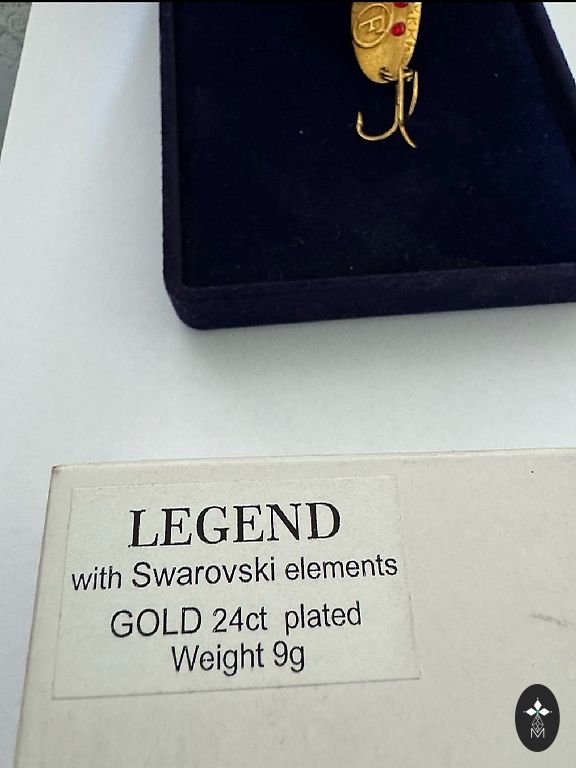 LEGEND
with Swarovski elements
GOLD 24ct plated
Weight 9g